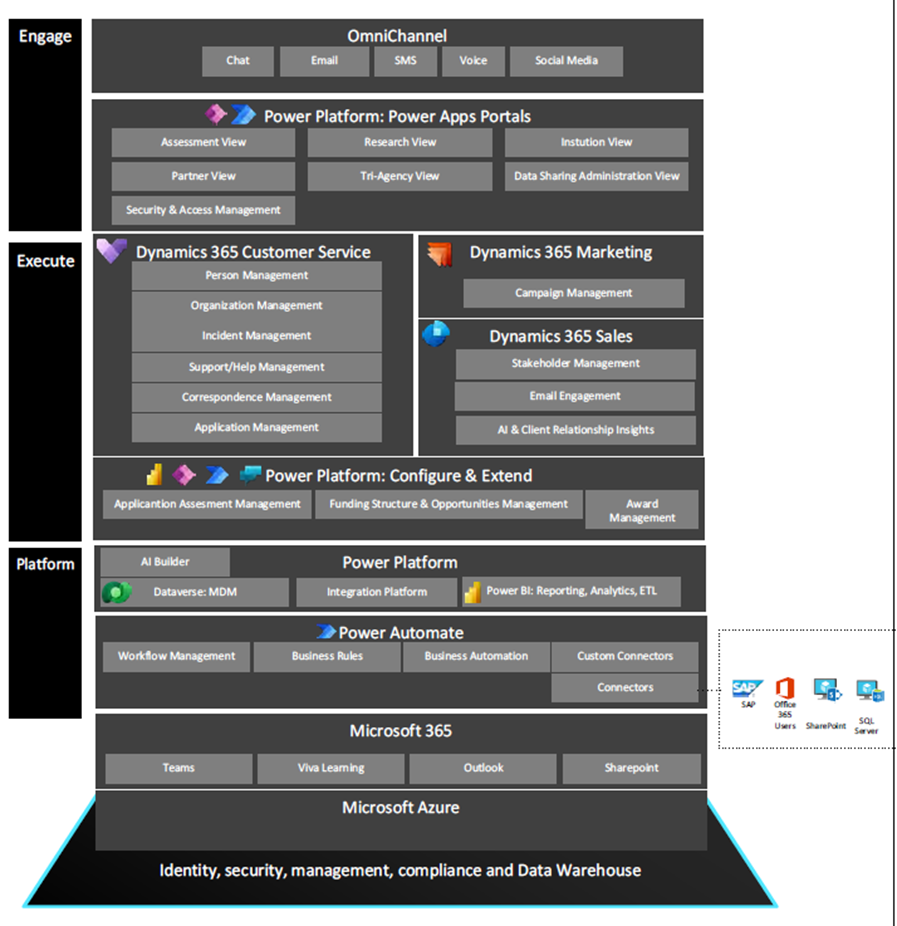 Engage
OmniChannel
Chat
Email
SMS
Voice
Social Media
Power Platform: Power Apps Portals
Assessment View
Research View
Instution View
Partner View
Tri-Agency View
Data Sharing Administration View
Security & Access Management
Execute
Dynamics 365 Customer Service
Person Management
Organization Management
Incident Management
Support/Help Management
Correspondence Management
Application Management
Dynamics 365 Marketing
Campaign Management
Dynamics 365 Sales
Stakeholder Management
Email Engagement
AI & Client Relationship Insights
Power Platform: Configure & Extend
Applicantion Assesment Management
Funding Structure & Opportunities Management
Award
Management
Platform
AI Builder
Power Platform
Dataverse: MDM
Integration Platform
Power BI: Reporting, Analytics, ETL
Power Automate
Workflow Management
Business Rules
Business Automation
Custom Connectors
Connectors
SAP
SAP
Office
365
Users
SharePoint
SQL
Server
Microsoft 365
Teams
Viva Learning
Outlook
Sharepoint
Microsoft Azure
Identity, security, management, compliance and Data Warehouse